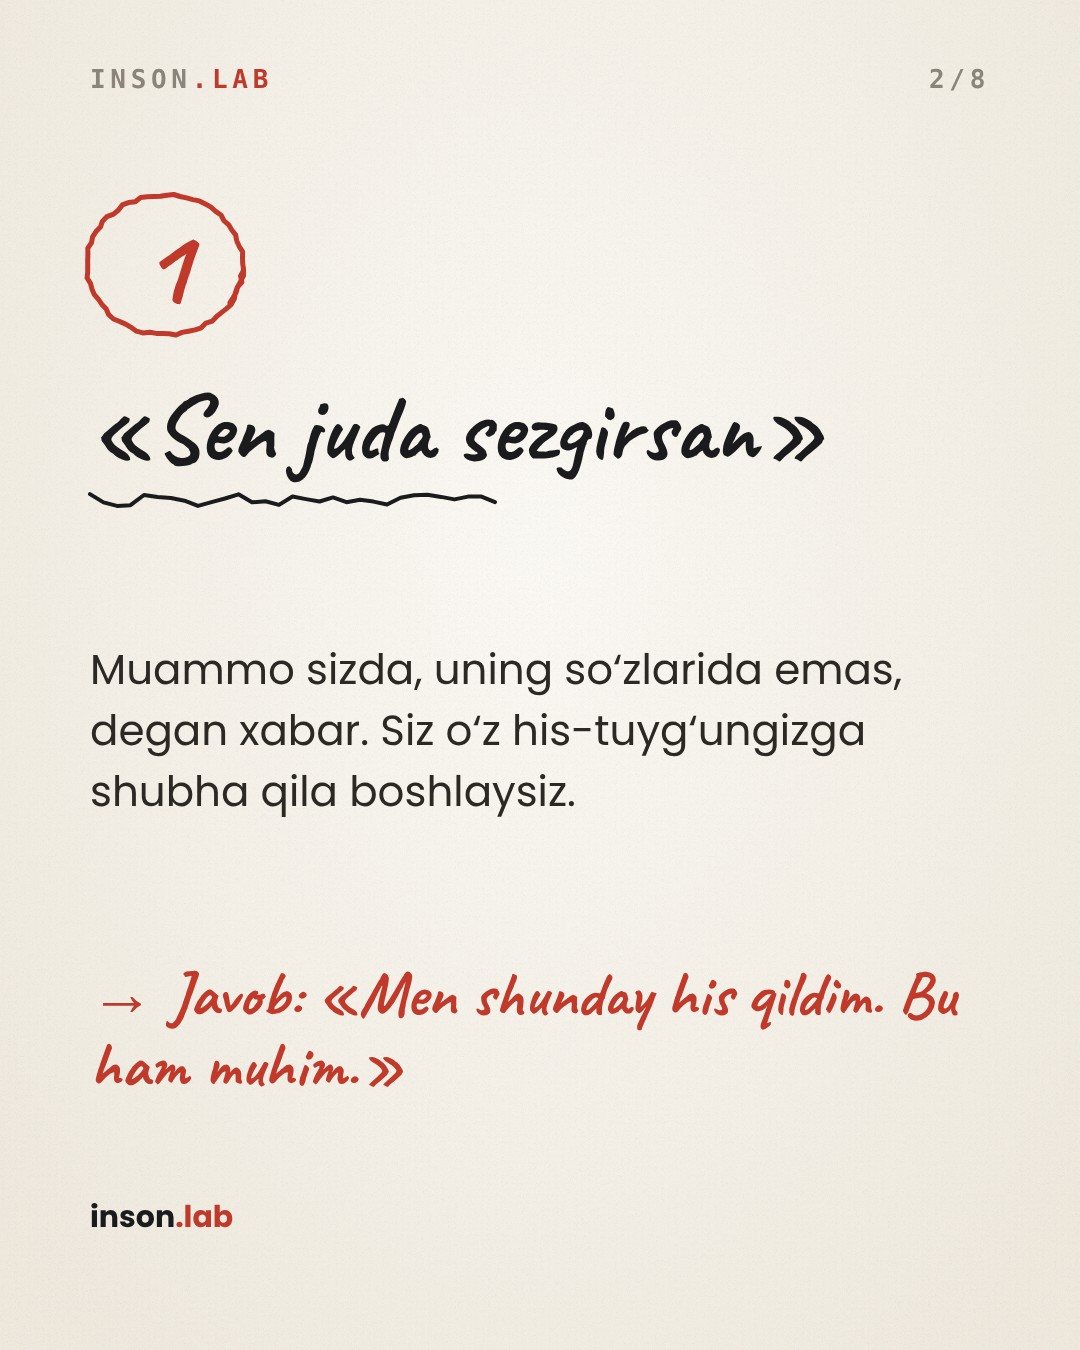 INSON.LAB
2/8
1
«Sen juda sezgirsan»
Muammo sizda, uning so‘zlarida emas,
degan xabar. Siz o‘z his-tuyg‘ungizga
shubha qila boshlaysiz.
→ Javob: «Men shunday his qildim. Bu
ham muhim.»
inson.lab